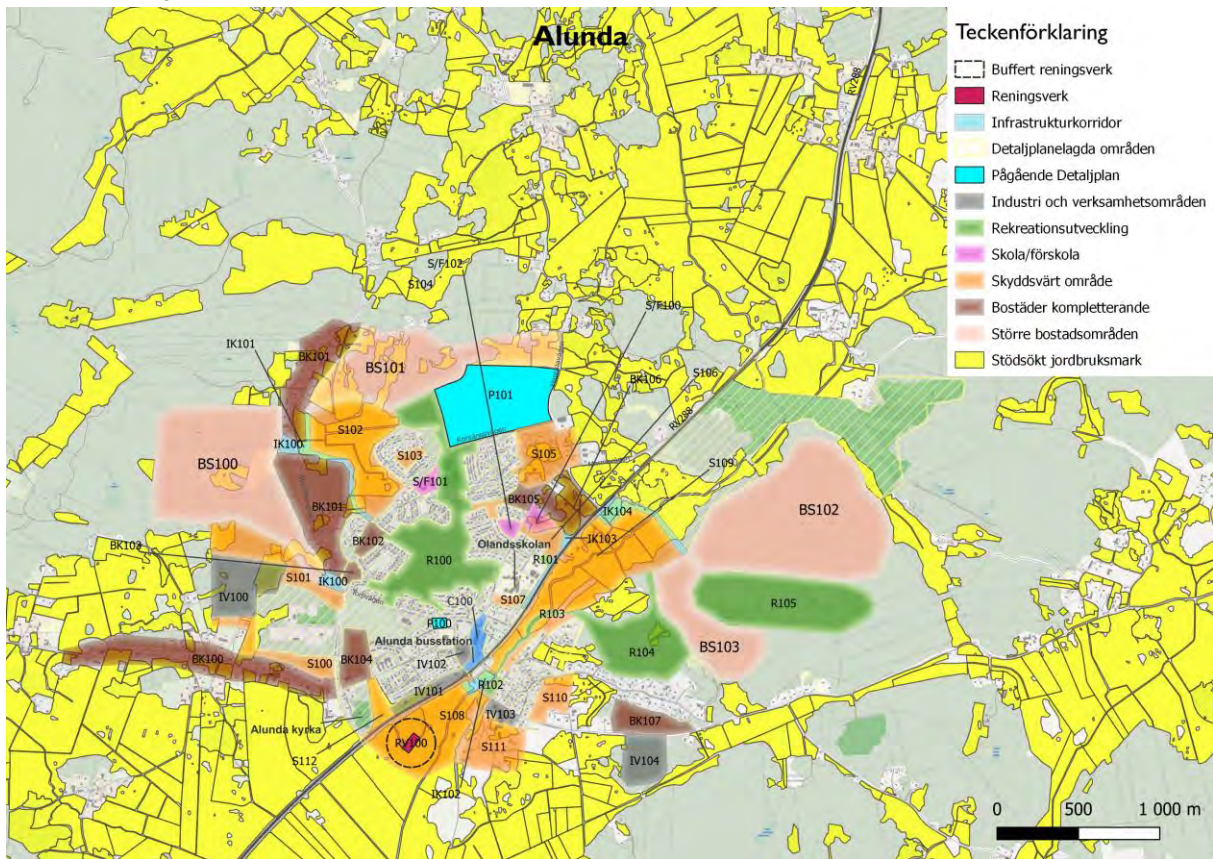 Alunda
Teckenförklaring
Buffert reningsverk
Reningsverk
Infrastrukturkorridor
Detaljplanelagda områden
Pågående Detaljplan
Industri och verksamhetsområden
Rekreationsutveckling
Skola/förskola
Skyddsvärt område
Bostäder kompletterande
Större bostadsområden
Stödsökt jordbruksmark
RV288
S/F102
S104
S/F100
IK101
BK101
BS101
BK106
S106
P101
RV288
S102
IK100
S103
S105
S109
BS100
S/F101
BK105
BK101
IK104
BS102
BK102
Olandsskolan
IK103
BK103
R100
R101
S101
IK100
IV100
C100
S107
R103
R105
P100
Alunda busstation
R104
BS103
BK100
S100
BK104
IV102
IV101
R102
S110
IV103
BK107
Alunda kyrka
S108
RV100
S111
IV104
S112
IK102
0 500 1 000 m